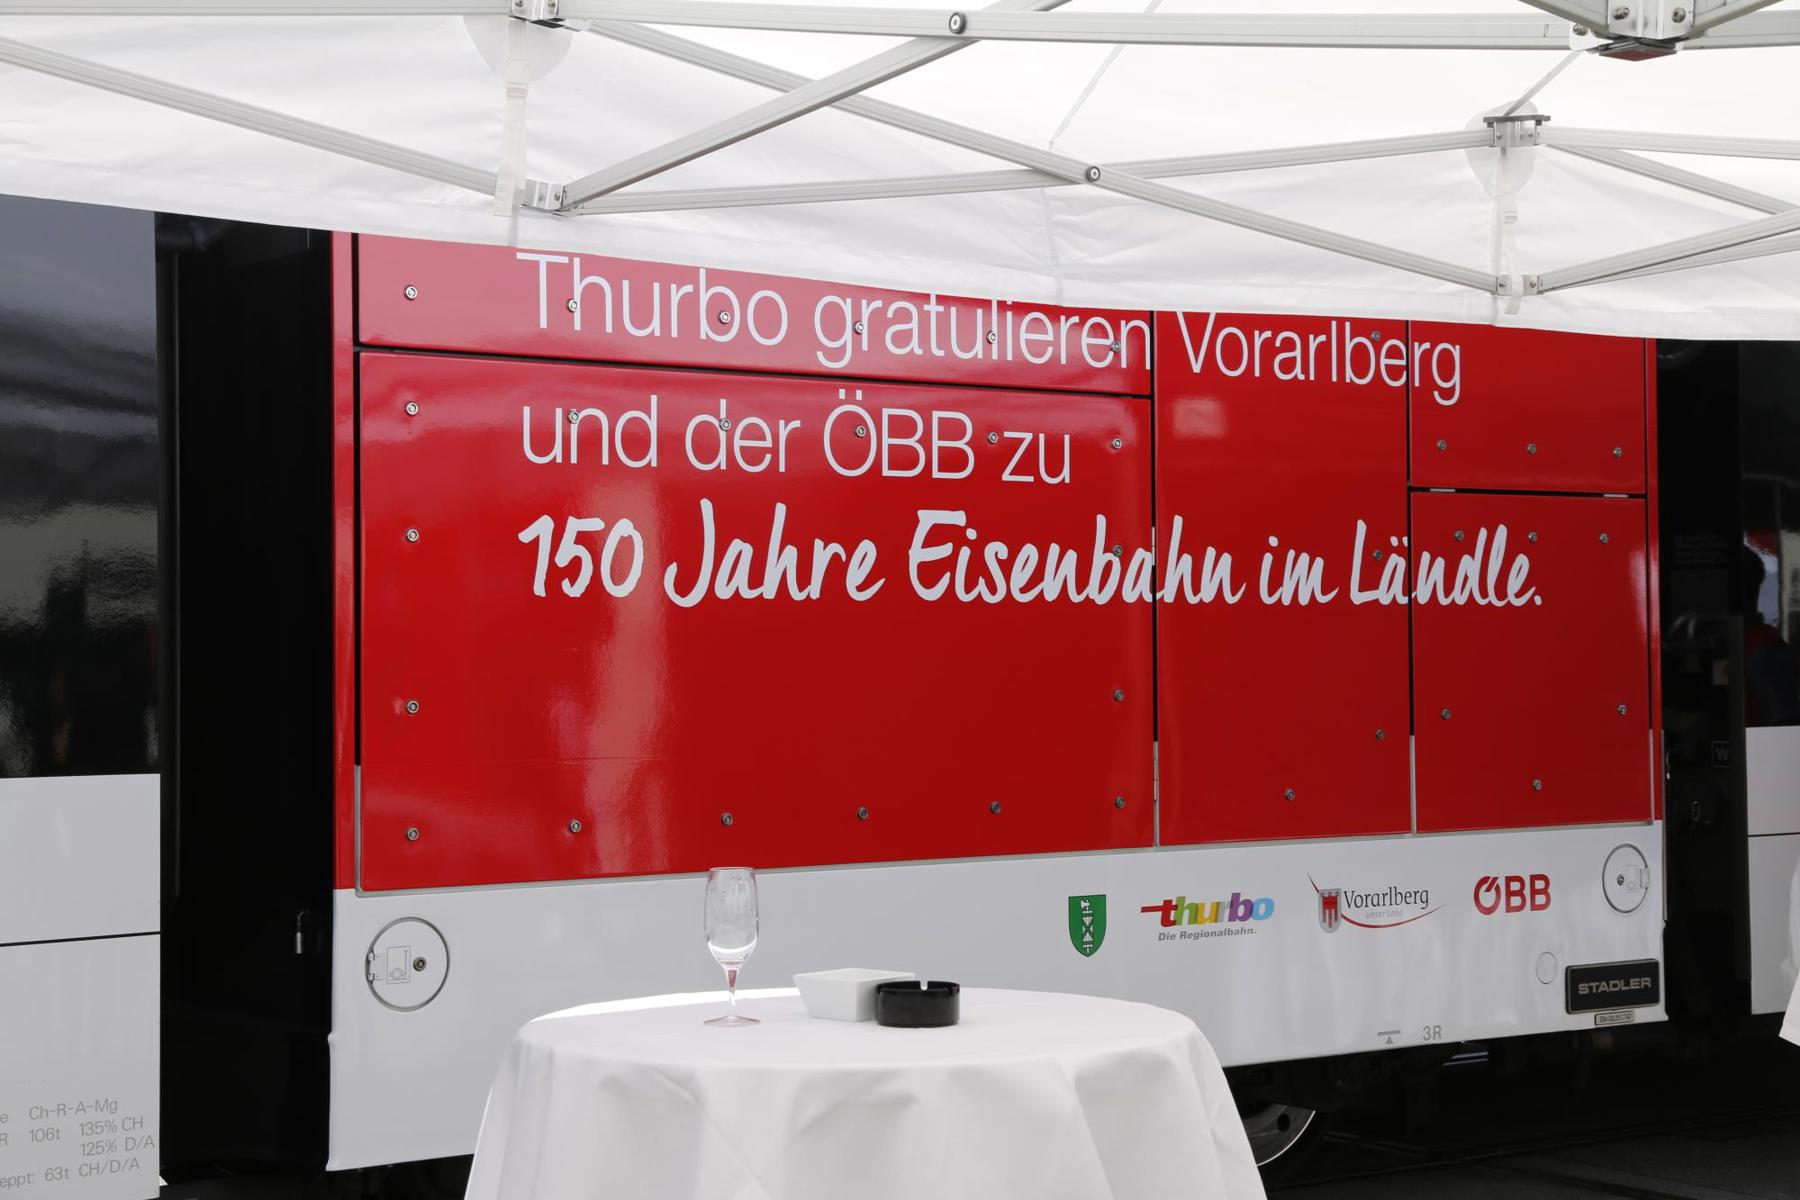 Thurbo gratulieren Vorarlberg
und der ÖBB zu
150 Jahre Eisenbahn im Ländle.
thurbo
Die Regionalbahn.
Vorarlberg
unser Land
ÖBB
STADLER
3R
W
e Ch-R-A-Mg
R 106t 135% CH
125% D/A
eppt: 63t CH/D/A